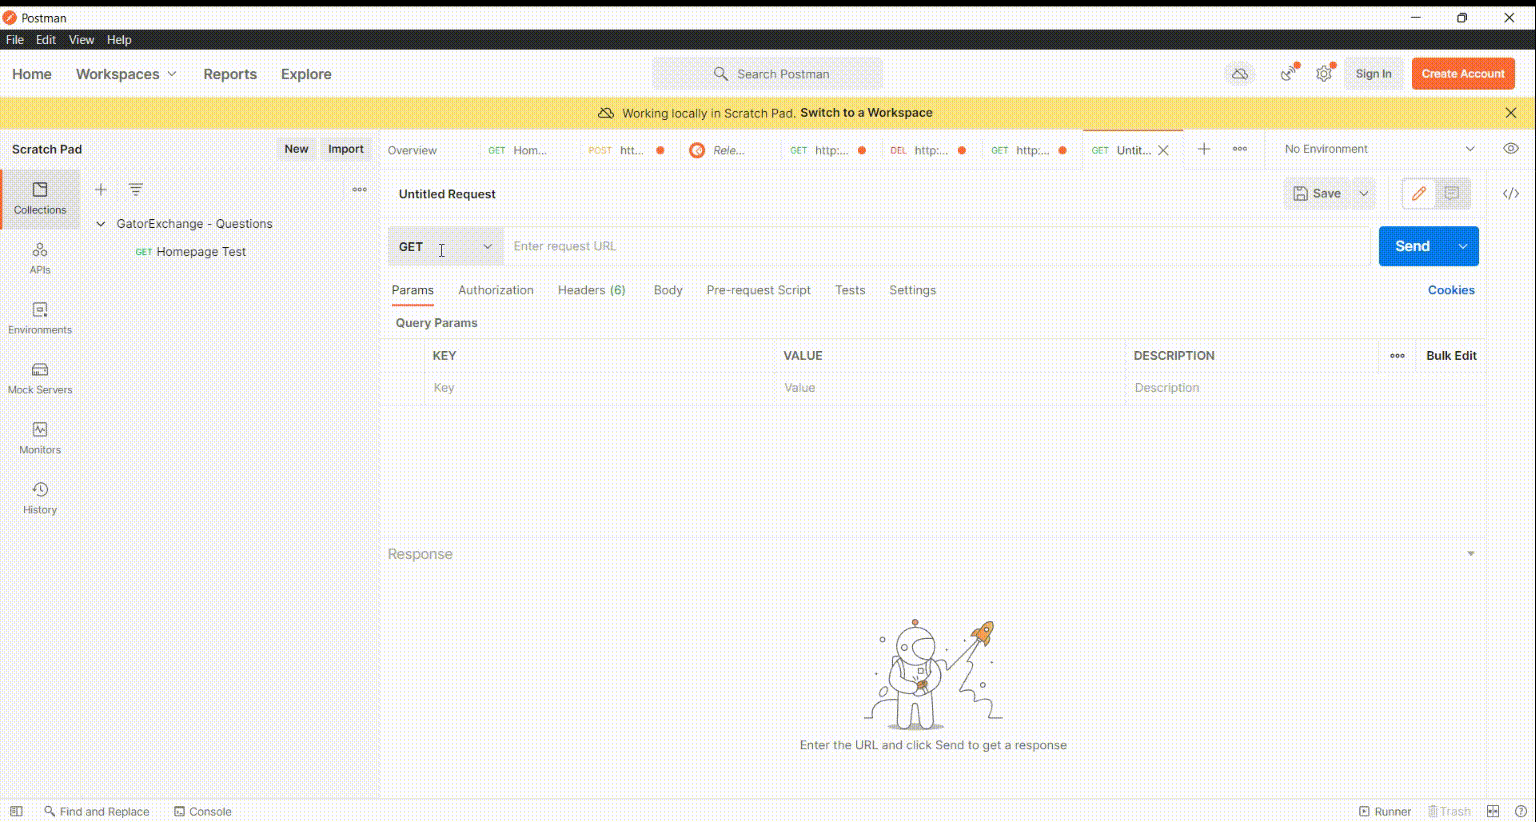 Postman
File Edit View Help
Home Workspaces Reports Explore Search Postman Sign In Create Account
Working locally in Scratch Pad. Switch to a Workspace
Scratch Pad New Import
Overview GET Hom... POST htt... Rele... GET http:... DEL http:... GET http:... GET Untit... No Environment
Collections
APIs
Environments
Mock Servers
Monitors
History
GatorExchange - Questions
GET Homepage Test
Untitled Request Save
GET Enter request URL Send
Params Authorization Headers (6) Body Pre-request Script Tests Settings Cookies
Query Params
KEY VALUE DESCRIPTION Bulk Edit
Key Value Description
Response
Enter the URL and click Send to get a response
Find and Replace Console Runner Trash